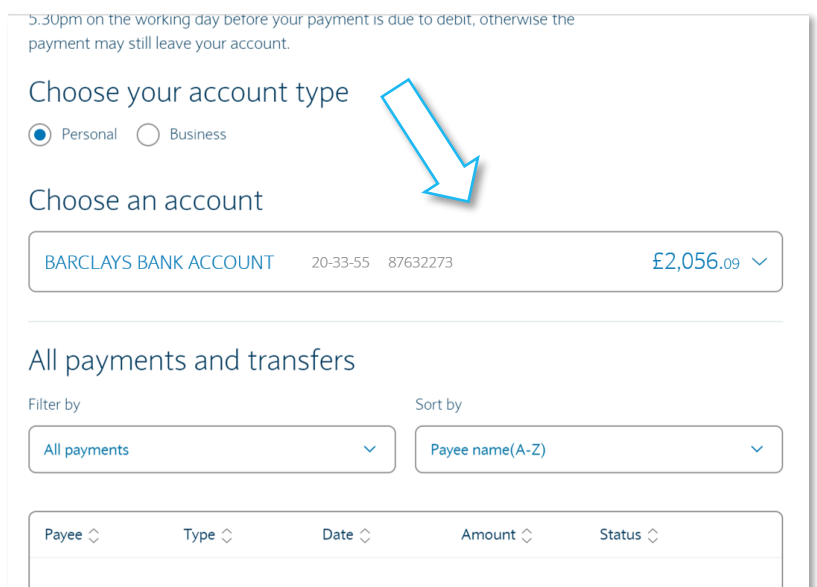 5.30pm on the working day before your payment is due to debit, otherwise the
payment may still leave your account.
Choose your account type
Personal Business
Choose an account
BARCLAYS BANK ACCOUNT 20-33-55 87632273 £2,056.09
All payments and transfers
Filter by Sort by
All payments Payee name(A-Z)
Payee Type Date Amount Status